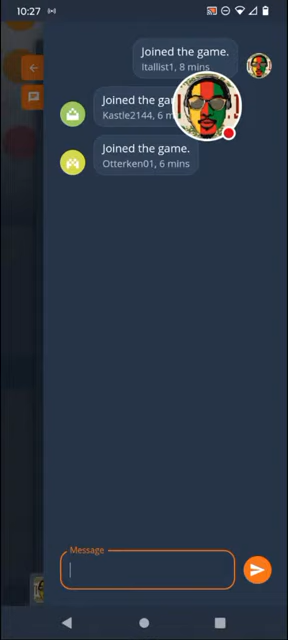 10:27
Joined the game.
Itallist1, 8 mins
Joined the
Kastle2144, 6
Joined the game.
Otterken01, 6 mins
Message